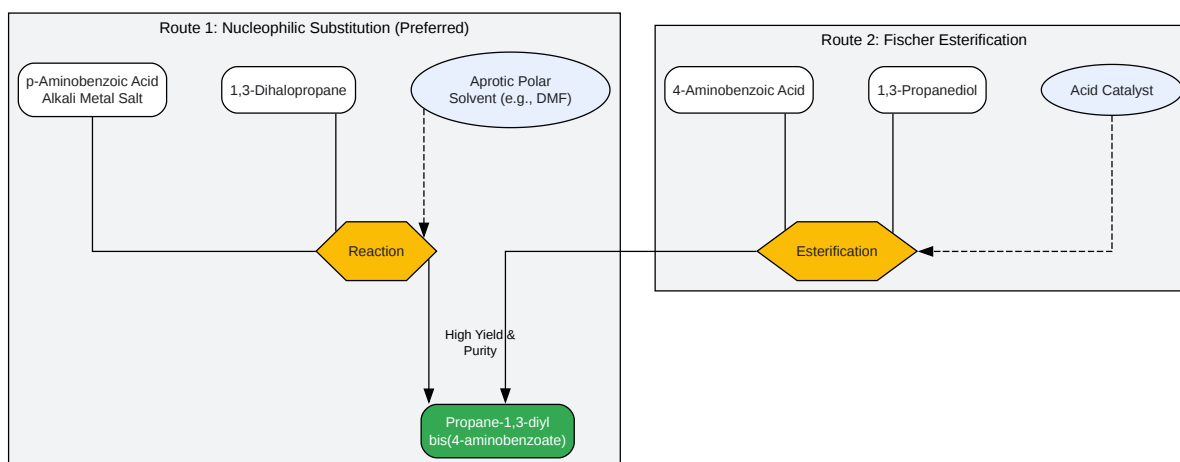 Route 1: Nucleophilic Substitution (Preferred)
p-Aminobenzoic Acid
Alkali Metal Salt
1,3-Dihalopropane
Aprotic Polar
Solvent (e.g., DMF)
Reaction
High Yield &
Purity
Propane-1,3-diyl
bis(4-aminobenzoate)
Route 2: Fischer Esterification
4-Aminobenzoic Acid
1,3-Propanediol
Acid Catalyst
Esterification